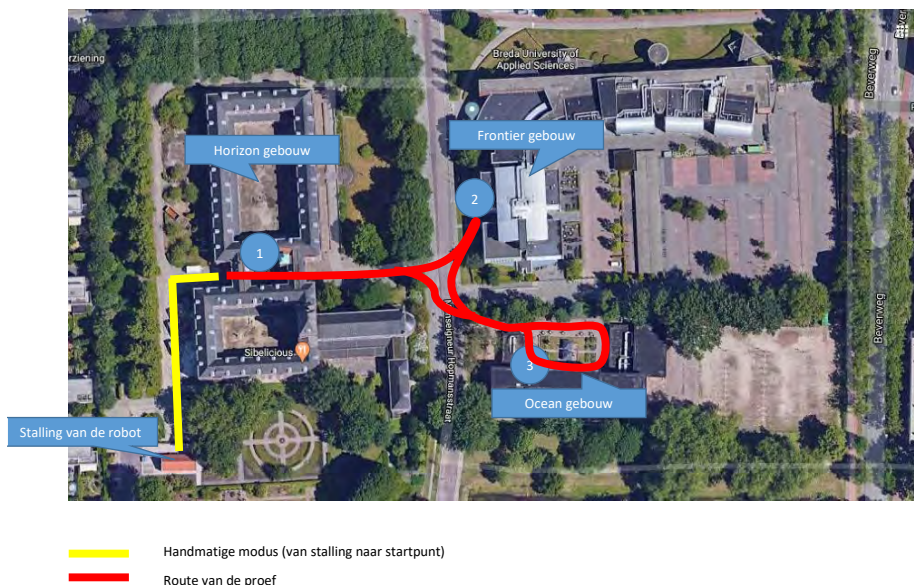 rziening
Breda University of
Applied Sciences
Beverweg
Frontier gebouw
Horizon gebouw
2
1
Sibelicious
3
Ocean gebouw
Beverweg
Stalling van de robot
Handmatige modus (van stalling naar startpunt)
Route van de proef